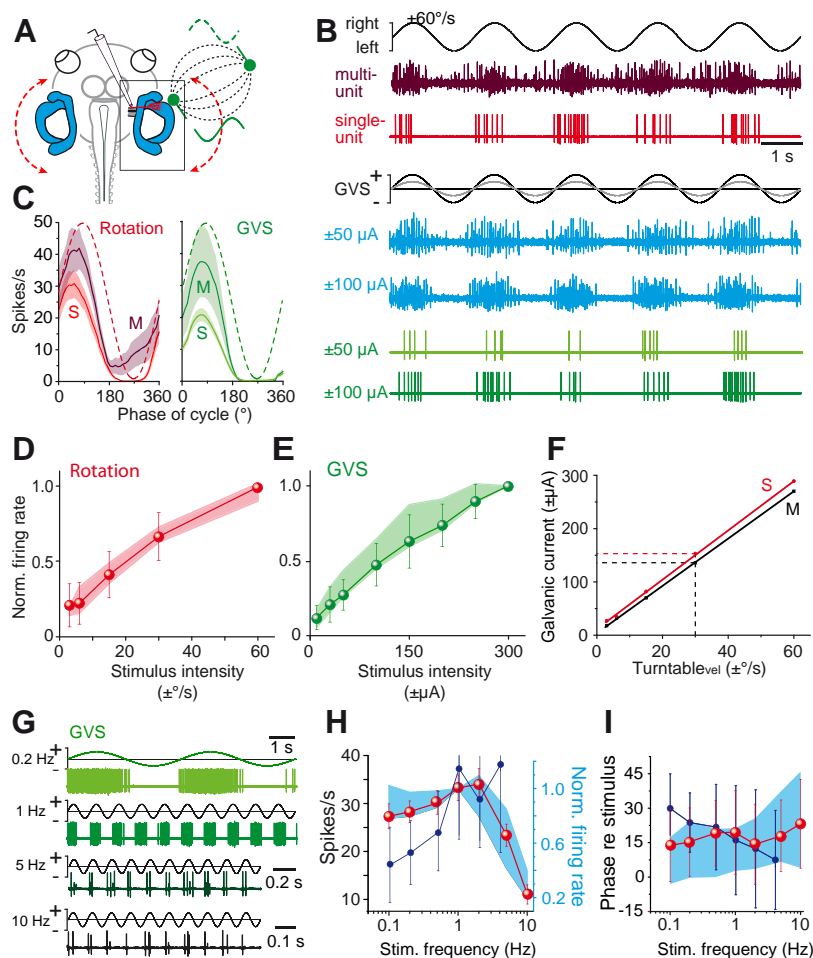 A
B
right
left
±60°/s
multi-
unit
single-
unit
1 s
GVS
+
-
±50 µA
±100 µA
±50 µA
±100 µA
C
Rotation
GVS
Spikes/s
50
40
30
20
10
0
S
M
M
S
0 180 360
0 180 360
Phase of cycle (°)
D
Rotation
Norm. firing rate
1.0
0.5
0
0 20 40 60
Stimulus intensity
(±°/s)
E
GVS
1.0
0.5
0
0 150 300
Stimulus intensity
(±µA)
F
Galvanic current (±µA)
300
200
100
0
S
M
0 20 40 60
Turntablevel (±°/s)
G
GVS
1 s
0.2 Hz
+
-
1 Hz
+
-
5 Hz
+
-
0.2 s
10 Hz
+
-
0.1 s
H
Spikes/s
40
30
20
10
1.0
0.6
0.2
Norm. firing rate
0.1 1 10
Stim. frequency (Hz)
I
Phase re stimulus
45
30
15
0
-15
0.1 1 10
Stim. frequency (Hz)